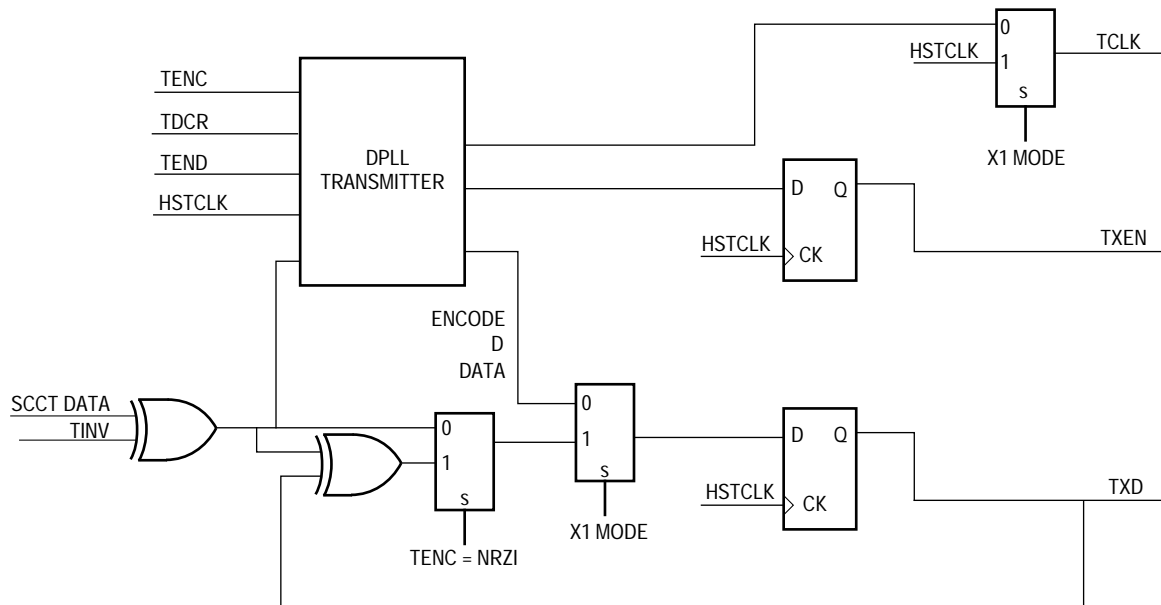 0
HSTCLK
1
TCLK
s
X1 MODE
TENC
TDCR
TEND
HSTCLK
DPLL
TRANSMITTER
D Q
HSTCLK
CK
TXEN
ENCODE
D
DATA
SCCT DATA
TINV
0
1
s
TENC = NRZI
0
1
s
X1 MODE
D Q
HSTCLK
CK
TXD